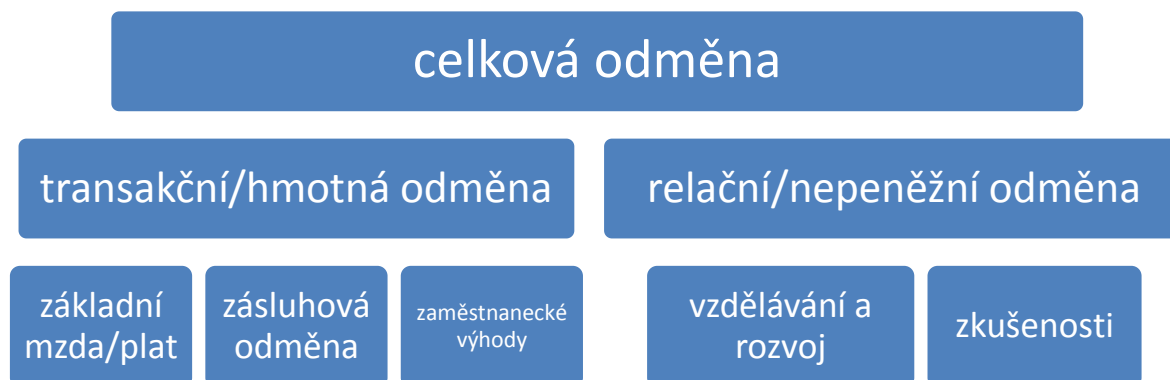 celková odměna
transakční/hmotná odměna
relační/nepeněžní odměna
základní
mzda/plat
zásluhová
odměna
zaměstnanecké
výhody
vzdělávání a
rozvoj
zkušenosti